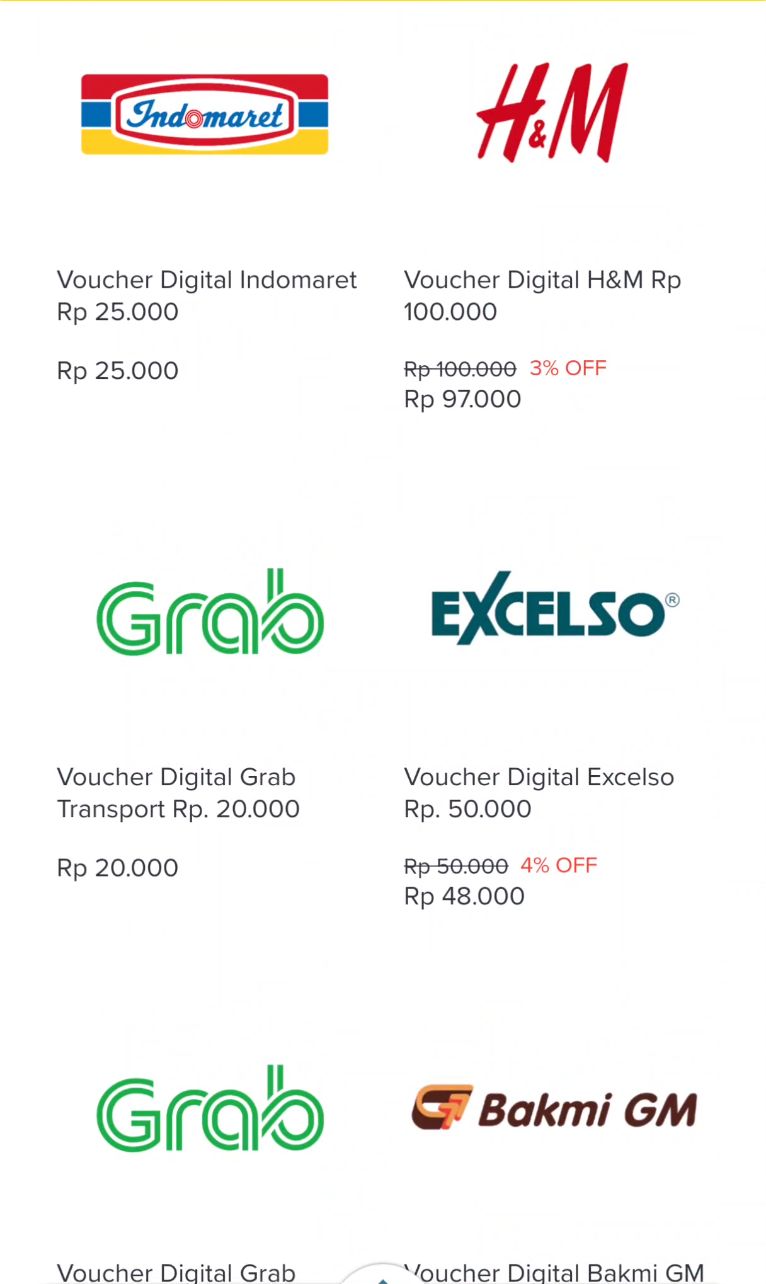 Indomaret
H&M
Voucher Digital Indomaret
Rp 25.000
Rp 25.000
Voucher Digital H&M Rp
100.000
Rp 100.000 3% OFF
Rp 97.000
Grab
EXCELSO®
Voucher Digital Grab
Transport Rp. 20.000
Rp 20.000
Voucher Digital Excelso
Rp. 50.000
Rp 50.000 4% OFF
Rp 48.000
Grab
Bakmi GM
Voucher Digital Grab
Voucher Digital Bakmi GM